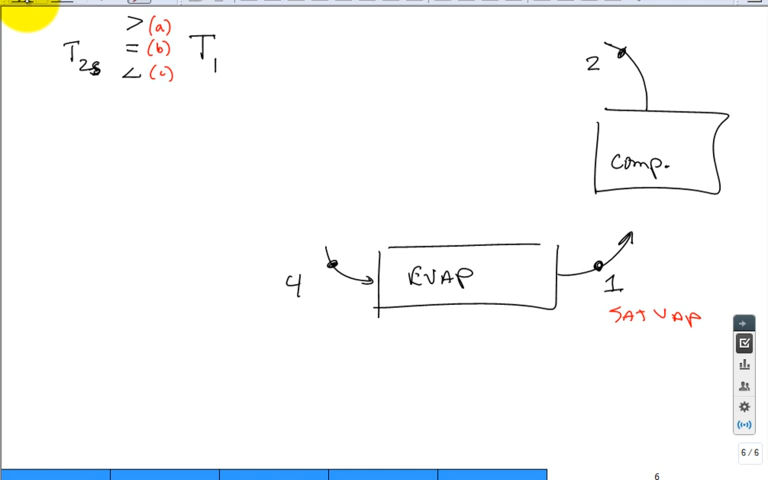 > (a)
T2s = (b) T1
< (c)
2
Comp.
4
EVAP
1
SAT VAP
6/6
6